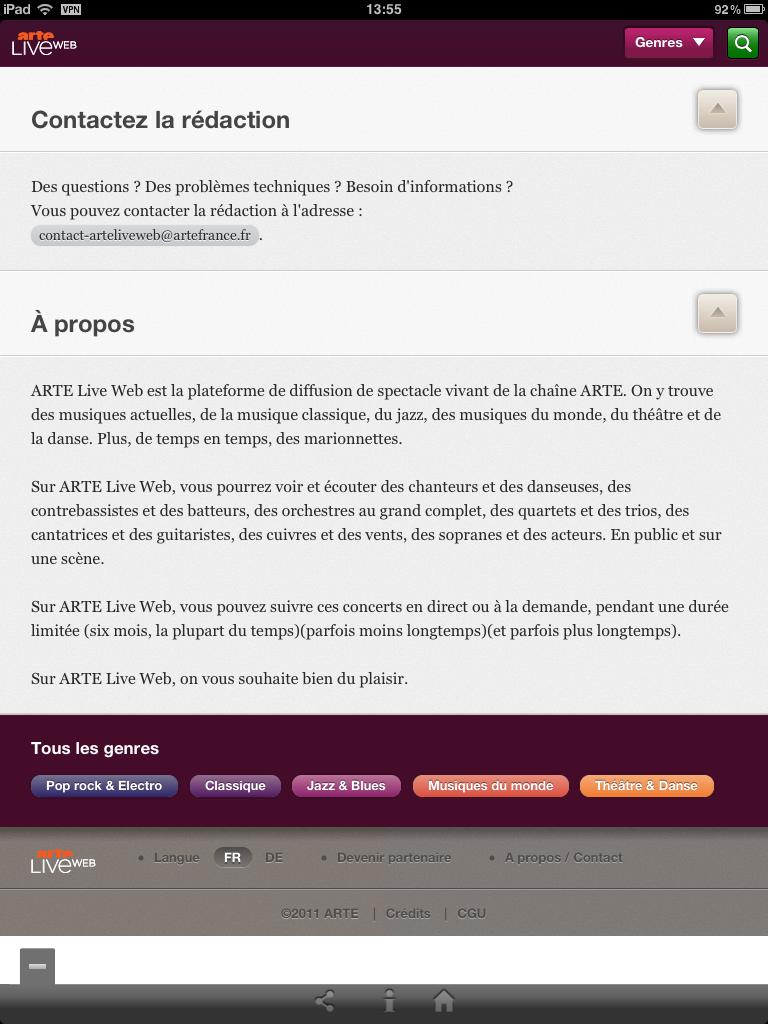 iPad VPN 13:55 92%
arte LIVE WEB Genres
Contactez la rédaction
Des questions ? Des problèmes techniques ? Besoin d'informations ?
Vous pouvez contacter la rédaction à l'adresse :
contact-arteliveweb@artefrance.fr.
À propos
ARTE Live Web est la plateforme de diffusion de spectacle vivant de la chaîne ARTE. On y trouve
des musiques actuelles, de la musique classique, du jazz, des musiques du monde, du théâtre et de
la danse. Plus, de temps en temps, des marionnettes.
Sur ARTE Live Web, vous pourrez voir et écouter des chanteurs et des danseuses, des
contrebassistes et des batteurs, des orchestres au grand complet, des quartets et des trios, des
cantatrices et des guitaristes, des cuivres et des vents, des sopranes et des acteurs. En public et sur
une scène.
Sur ARTE Live Web, vous pouvez suivre ces concerts en direct ou à la demande, pendant une durée
limitée (six mois, la plupart du temps)(parfois moins longtemps)(et parfois plus longtemps).
Sur ARTE Live Web, on vous souhaite bien du plaisir.
Tous les genres
Pop rock & Electro Classique Jazz & Blues Musiques du monde Théâtre & Danse
arte LIVE WEB • Langue FR DE • Devenir partenaire • A propos / Contact
©2011 ARTE | Crédits | CGU